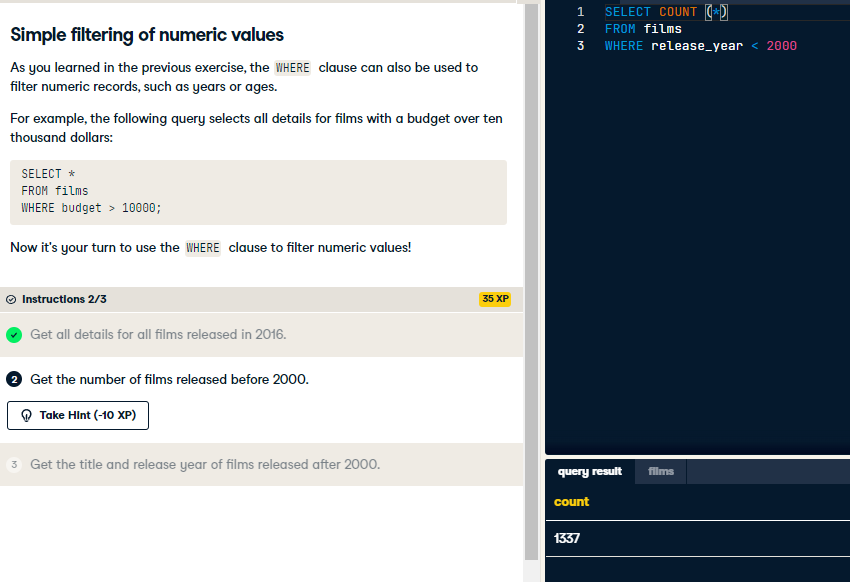 Simple filtering of numeric values
As you learned in the previous exercise, the WHERE clause can also be used to
filter numeric records, such as years or ages.
For example, the following query selects all details for films with a budget over ten
thousand dollars:
SELECT *
FROM films
WHERE budget > 10000;
Now it's your turn to use the WHERE clause to filter numeric values!
Instructions 2/3
35 XP
Get all details for all films released in 2016.
2 Get the number of films released before 2000.
Take Hint (-10 XP)
3 Get the title and release year of films released after 2000.
1 SELECT COUNT (*)
2 FROM films
3 WHERE release_year < 2000
query result films
count
1337